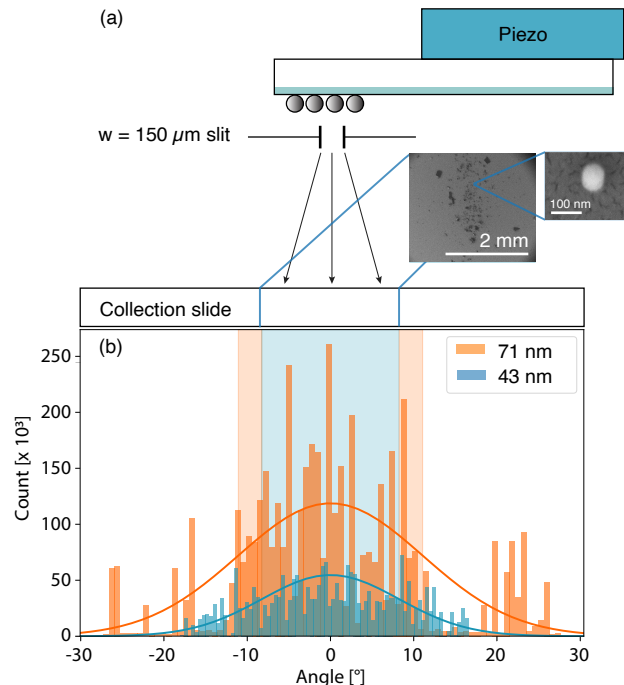 (a)
Piezo
w = 150 μm slit
100 nm
2 mm
Collection slide
(b)
71 nm
43 nm
250
200
150
100
50
0
Count [x 10³]
-30 -20 -10 0 10 20 30
Angle [°]